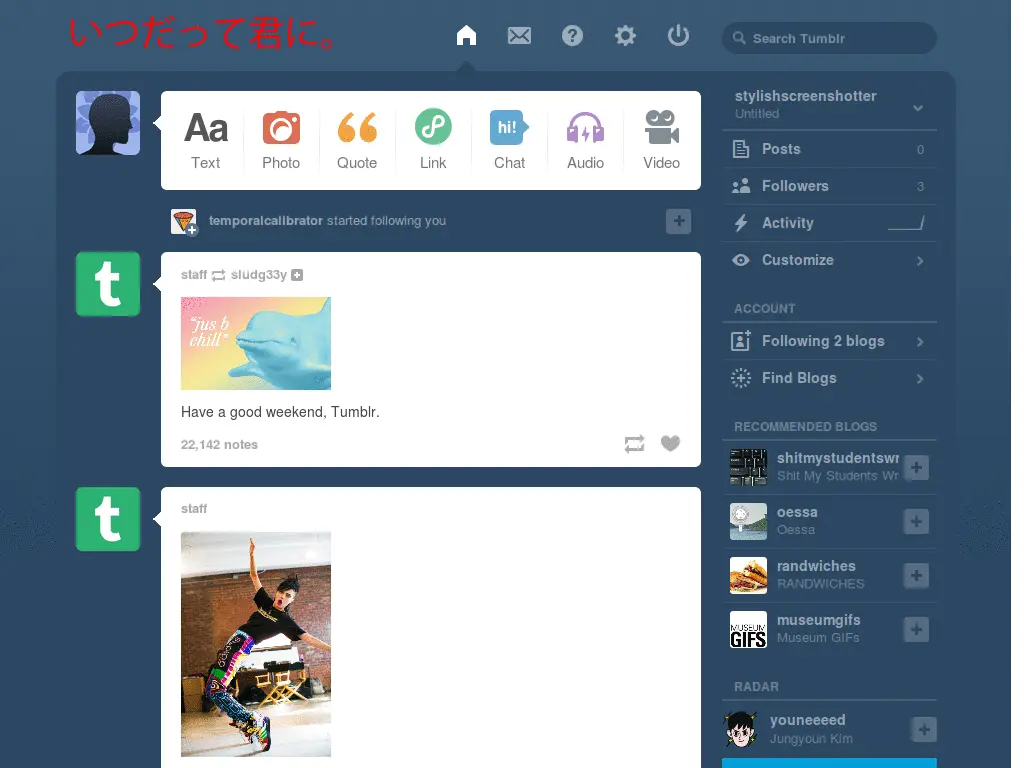 いつだって君に。
Search Tumblr
Aa
hi!
Text
Photo
Quote
Link
Chat
Audio
Video
temporalcalibrator started following you
t
staff sludg33y
"jus b
chill"
Have a good weekend, Tumblr.
22,142 notes
t
staff
stylishscreenshotter
Untitled
Posts 0
Followers 3
Activity
Customize
ACCOUNT
Following 2 blogs
Find Blogs
RECOMMENDED BLOGS
shitmystudentswr
Shit My Students Wr
oessa
Oessa
randwiches
RANDWICHES
MUSEUM
GIFS
museumgifs
Museum GIFs
RADAR
youneeeed
Jungyoun Kim